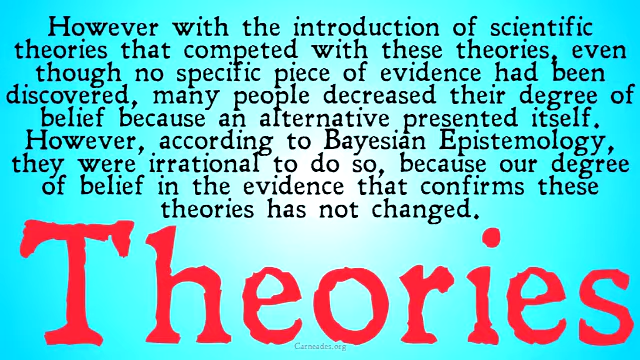 However with the introduction of scientific
theories that competed with these theories, even
though no specific piece of evidence had been
discovered, many people decreased their degree of
belief because an alternative presented itself.
However, according to Bayesian Epistemology,
they were irrational to do so, because our degree
of belief in the evidence that confirms these
theories has not changed.
Theories
Carneades.org